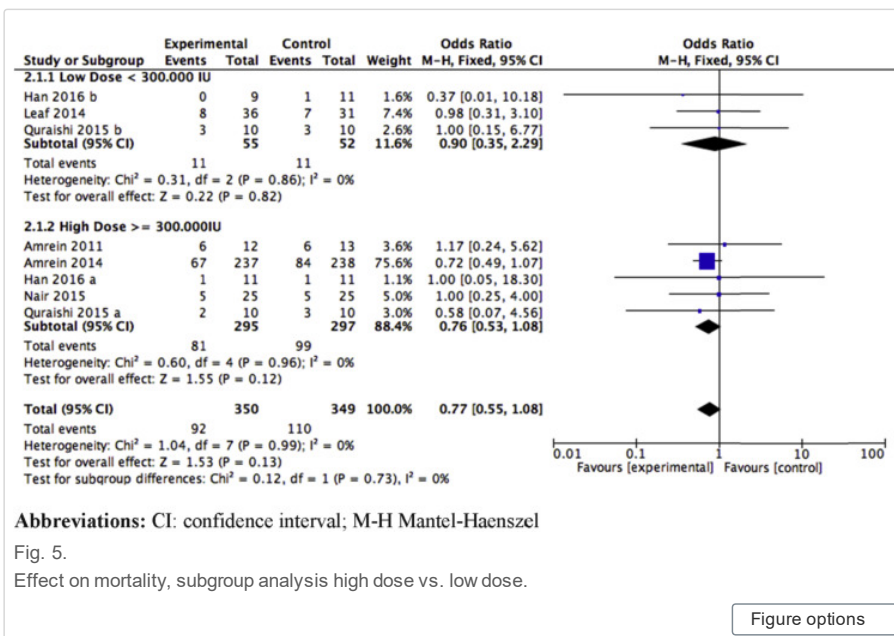 Experimental Control Odds Ratio Odds Ratio
Study or Subgroup Events Total Events Total Weight M-H, Fixed, 95% CI M-H, Fixed, 95% CI
2.1.1 Low Dose < 300.000 IU
Han 2016 b 0 9 1 11 1.6% 0.37 [0.01, 10.18]
Leaf 2014 8 36 7 31 7.4% 0.98 [0.31, 3.10]
Quraishi 2015 b 3 10 3 10 2.6% 1.00 [0.15, 6.77]
Subtotal (95% CI) 55 52 11.6% 0.90 [0.35, 2.29]
Total events 11 11
Heterogeneity: Chi² = 0.31, df = 2 (P = 0.86); I² = 0%
Test for overall effect: Z = 0.22 (P = 0.82)
2.1.2 High Dose >= 300.000IU
Amrein 2011 6 12 6 13 3.6% 1.17 [0.24, 5.62]
Amrein 2014 67 237 84 238 75.6% 0.72 [0.49, 1.07]
Han 2016 a 1 11 1 11 1.1% 1.00 [0.05, 18.30]
Nair 2015 5 25 5 25 5.0% 1.00 [0.25, 4.00]
Quraishi 2015 a 2 10 3 10 3.0% 0.58 [0.07, 4.56]
Subtotal (95% CI) 295 297 88.4% 0.76 [0.53, 1.08]
Total events 81 99
Heterogeneity: Chi² = 0.60, df = 4 (P = 0.96); I² = 0%
Test for overall effect: Z = 1.55 (P = 0.12)
Total (95% CI) 350 349 100.0% 0.77 [0.55, 1.08]
Total events 92 110
Heterogeneity: Chi² = 1.04, df = 7 (P = 0.99); I² = 0%
Test for overall effect: Z = 1.53 (P = 0.13)
Test for subgroup differences: Chi² = 0.12, df = 1 (P = 0.73), I² = 0%
0.01 0.1 1 10 100
Favours [experimental] Favours [control]
Abbreviations: CI: confidence interval; M-H Mantel-Haenszel
Fig. 5.
Effect on mortality, subgroup analysis high dose vs. low dose.
Figure options